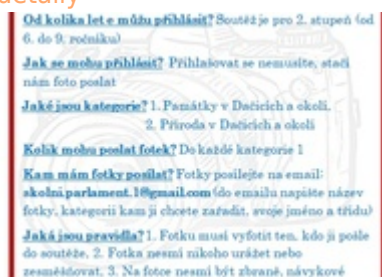 detaily
Od kolika let e můžu přihlásit? Soutěž je pro 2. stupeň (od
6. do 9. ročníku)
Jak se mohu přihlásit? Přihlašovat se nemusíte, stačí
nám foto poslat
Jaké jsou kategorie? 1. Památky v Dačicích a okolí.
2. Příroda v Dačicích a okolí
Kolik mohu poslat fotek? Do každé kategorie 1
Kam mám fotky posílat? Fotky posílejte na email:
skolni.parlament.1@gmail.com (do emailu napište název
fotky, kategorii kam ji chcete zařadit, svoje jméno a třídu)
Jaká jsou pravidla? 1. Fotku musí vyfotit ten, kdo ji pošle
do soutěže, 2. Fotka nesmí nikoho urážet nebo
zesměšňovat, 3. Na fotce nesmí být zbraně, návykové